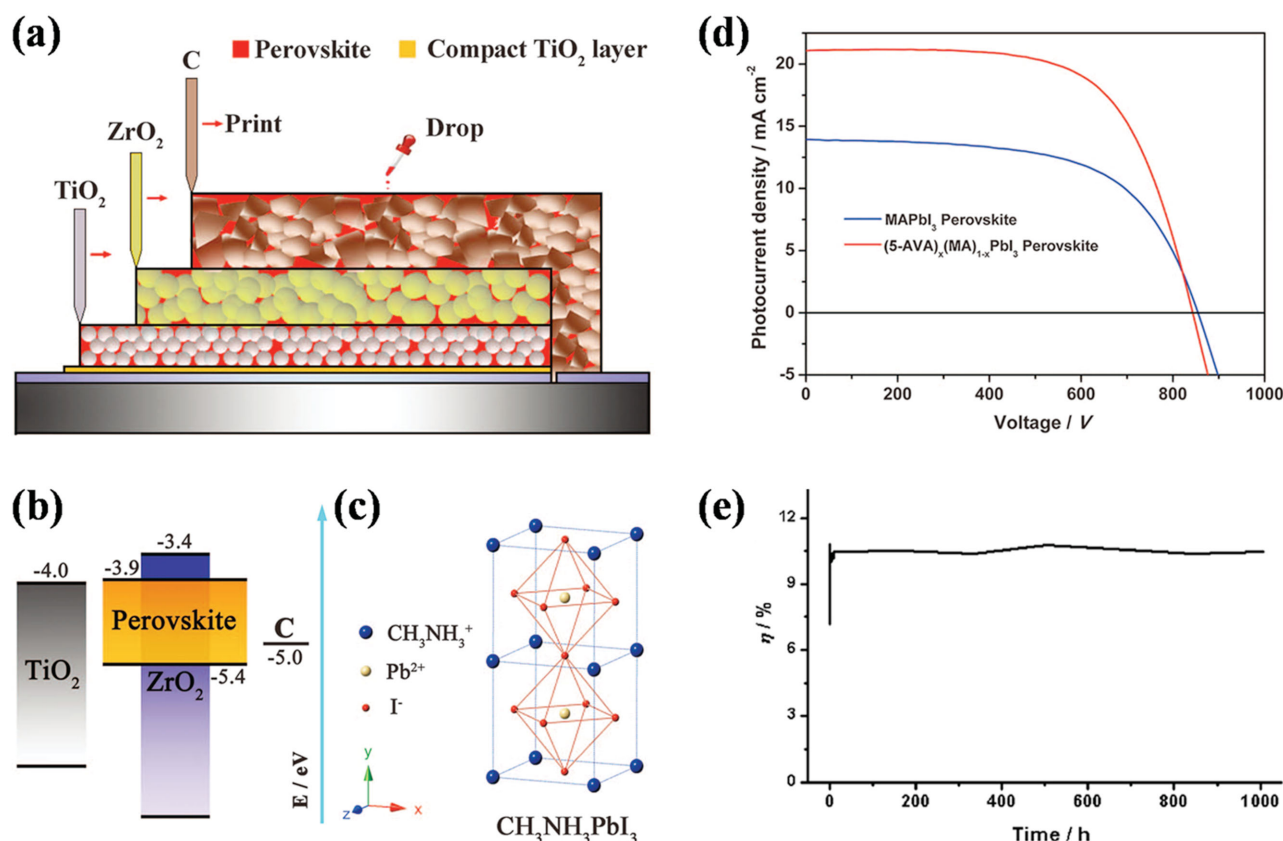 (a)
Perovskite
Compact TiO₂ layer
C
Print
Drop
ZrO₂
TiO₂
(b)
-4.0
-3.9
-3.4
Perovskite
C
-5.0
-5.4
TiO₂
ZrO₂
E / eV
(c)
CH₃NH₃⁺
Pb²⁺
I⁻
y
z
x
CH₃NH₃PbI₃
(d)
Photocurrent density / mA cm⁻²
20
15
10
5
0
-5
MAPbI₃ Perovskite
(5-AVA)ₓ(MA)₁₋ₓPbI₃ Perovskite
0 200 400 600 800 1000
Voltage / V
(e)
η / %
12
9
6
3
0
0 200 400 600 800 1000
Time / h